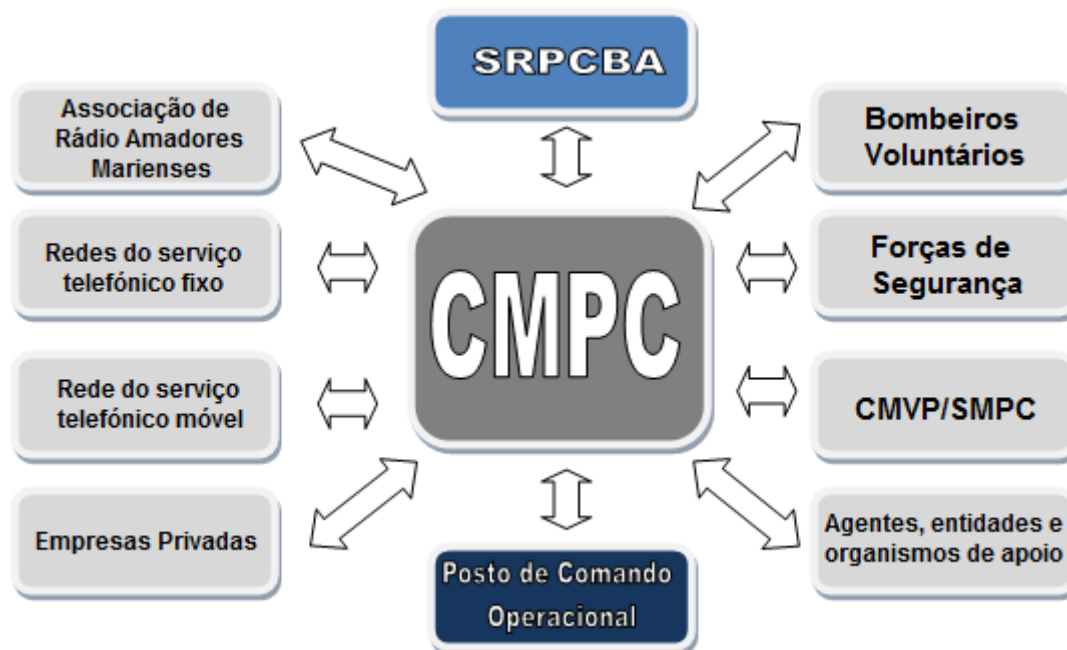 SRPCBA
Associação de
Rádio Amadores
Marienses
Redes do serviço
telefónico fixo
Rede do serviço
telefónico móvel
Empresas Privadas
CMPC
Bombeiros
Voluntários
Forças de
Segurança
CMVP/SMPC
Agentes, entidades e
organismos de apoio
Posto de Comando
Operacional